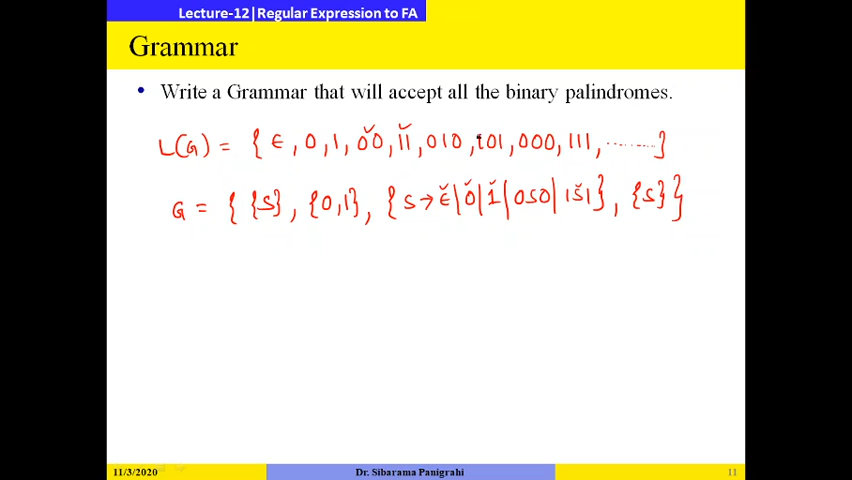 Lecture-12|Regular Expression to FA
Grammar
• Write a Grammar that will accept all the binary palindromes.
L(G) = { ∈, 0, 1, 00, 11, 010, 101, 000, 111, ........ }
G = { {S}, {0,1}, { S → ∈ | 0 | 1 | 0S0 | 1S1 }, {S} }
11/3/2020 Dr. Sibarama Panigrahi 11